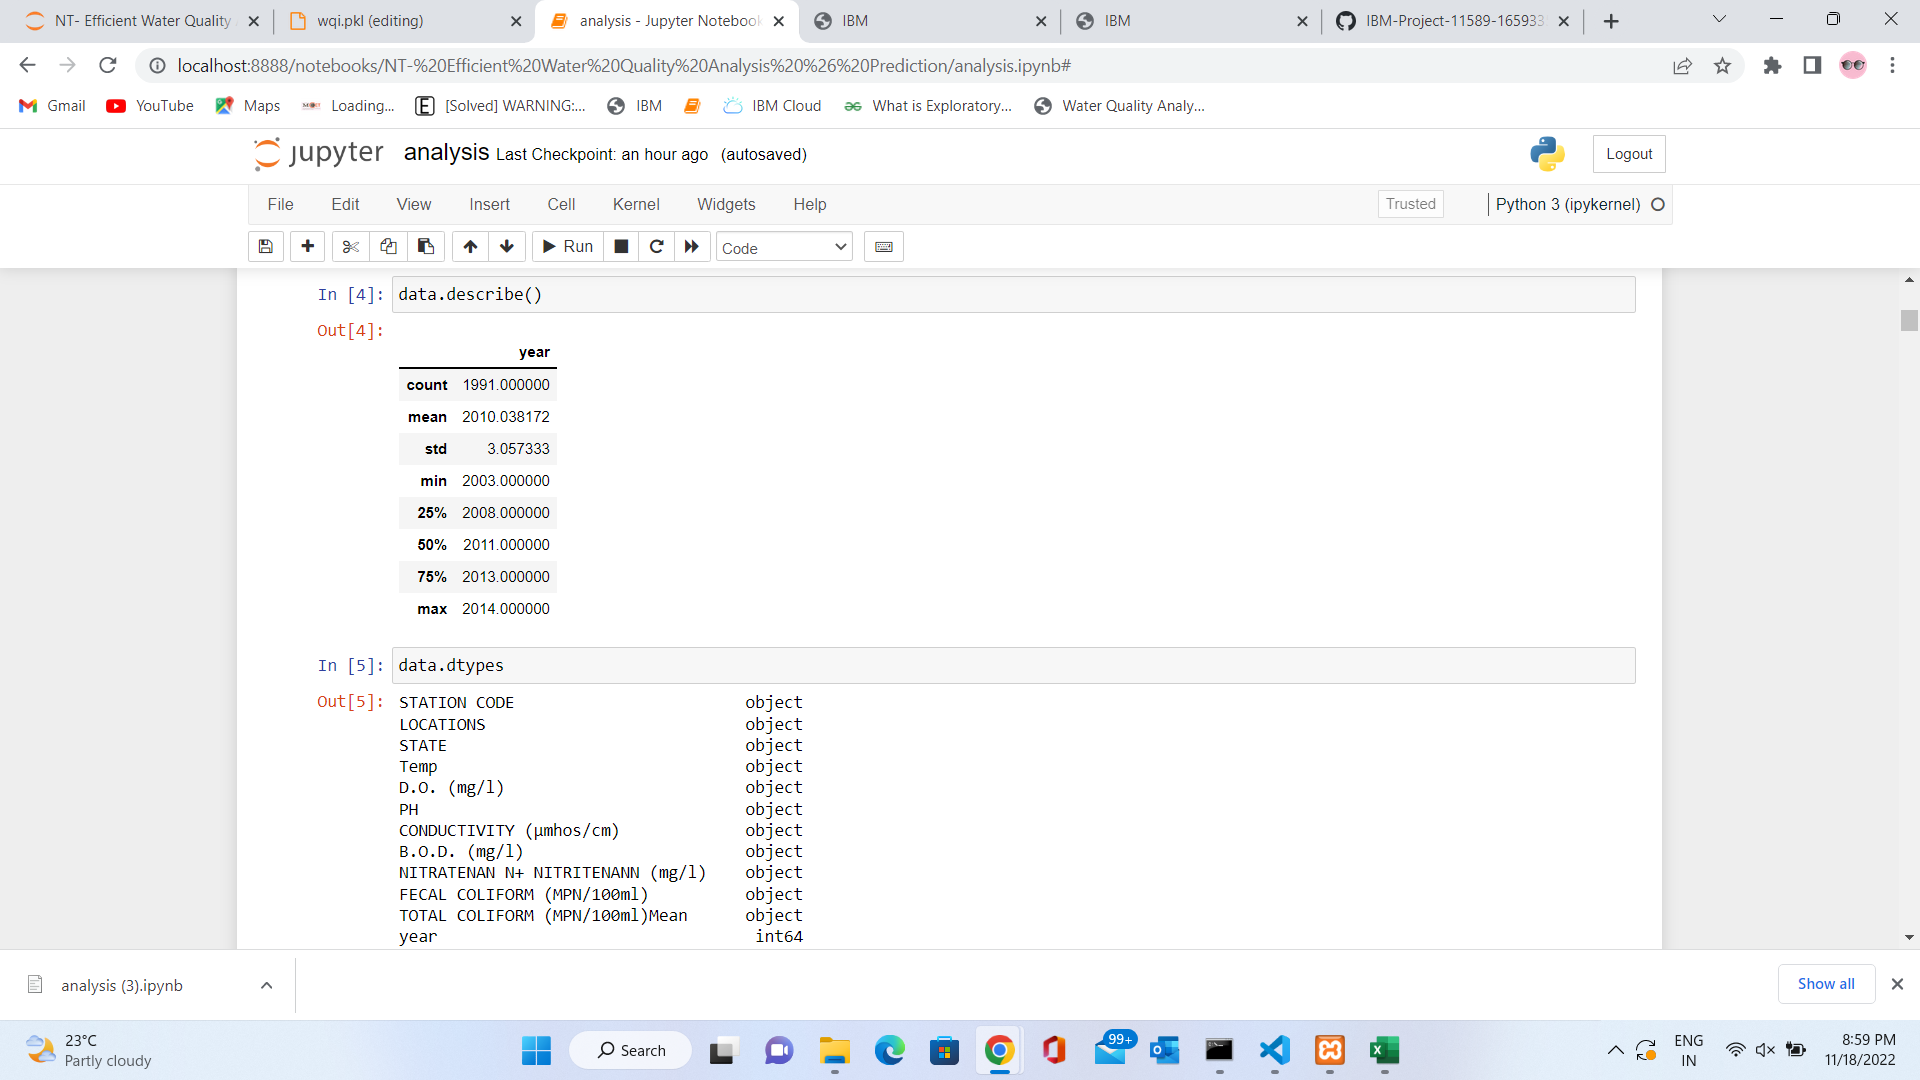 NT- Efficient Water Quality
wqi.pkl (editing)
analysis - Jupyter Notebook
IBM
IBM
IBM-Project-11589-165933
localhost:8888/notebooks/NT-%20Efficient%20Water%20Quality%20Analysis%20%26%20Prediction/analysis.ipynb#
Gmail
YouTube
Maps
Loading...
[Solved] WARNING:...
IBM
IBM Cloud
What is Exploratory...
Water Quality Analy...
jupyter analysis Last Checkpoint: an hour ago (autosaved)
Logout
File Edit View Insert Cell Kernel Widgets Help
Trusted
Python 3 (ipykernel)
Run
Code
In [4]: data.describe()
Out[4]:
year
count 1991.000000
mean 2010.038172
std 3.057333
min 2003.000000
25% 2008.000000
50% 2011.000000
75% 2013.000000
max 2014.000000
In [5]: data.dtypes
Out[5]: STATION CODE object
LOCATIONS object
STATE object
Temp object
D.O. (mg/l) object
PH object
CONDUCTIVITY (µmhos/cm) object
B.O.D. (mg/l) object
NITRATENAN N+ NITRITENANN (mg/l) object
FECAL COLIFORM (MPN/100ml) object
TOTAL COLIFORM (MPN/100ml)Mean object
year int64
analysis (3).ipynb
Show all
23°C
Partly cloudy
Search
99+
ENG
IN
8:59 PM
11/18/2022